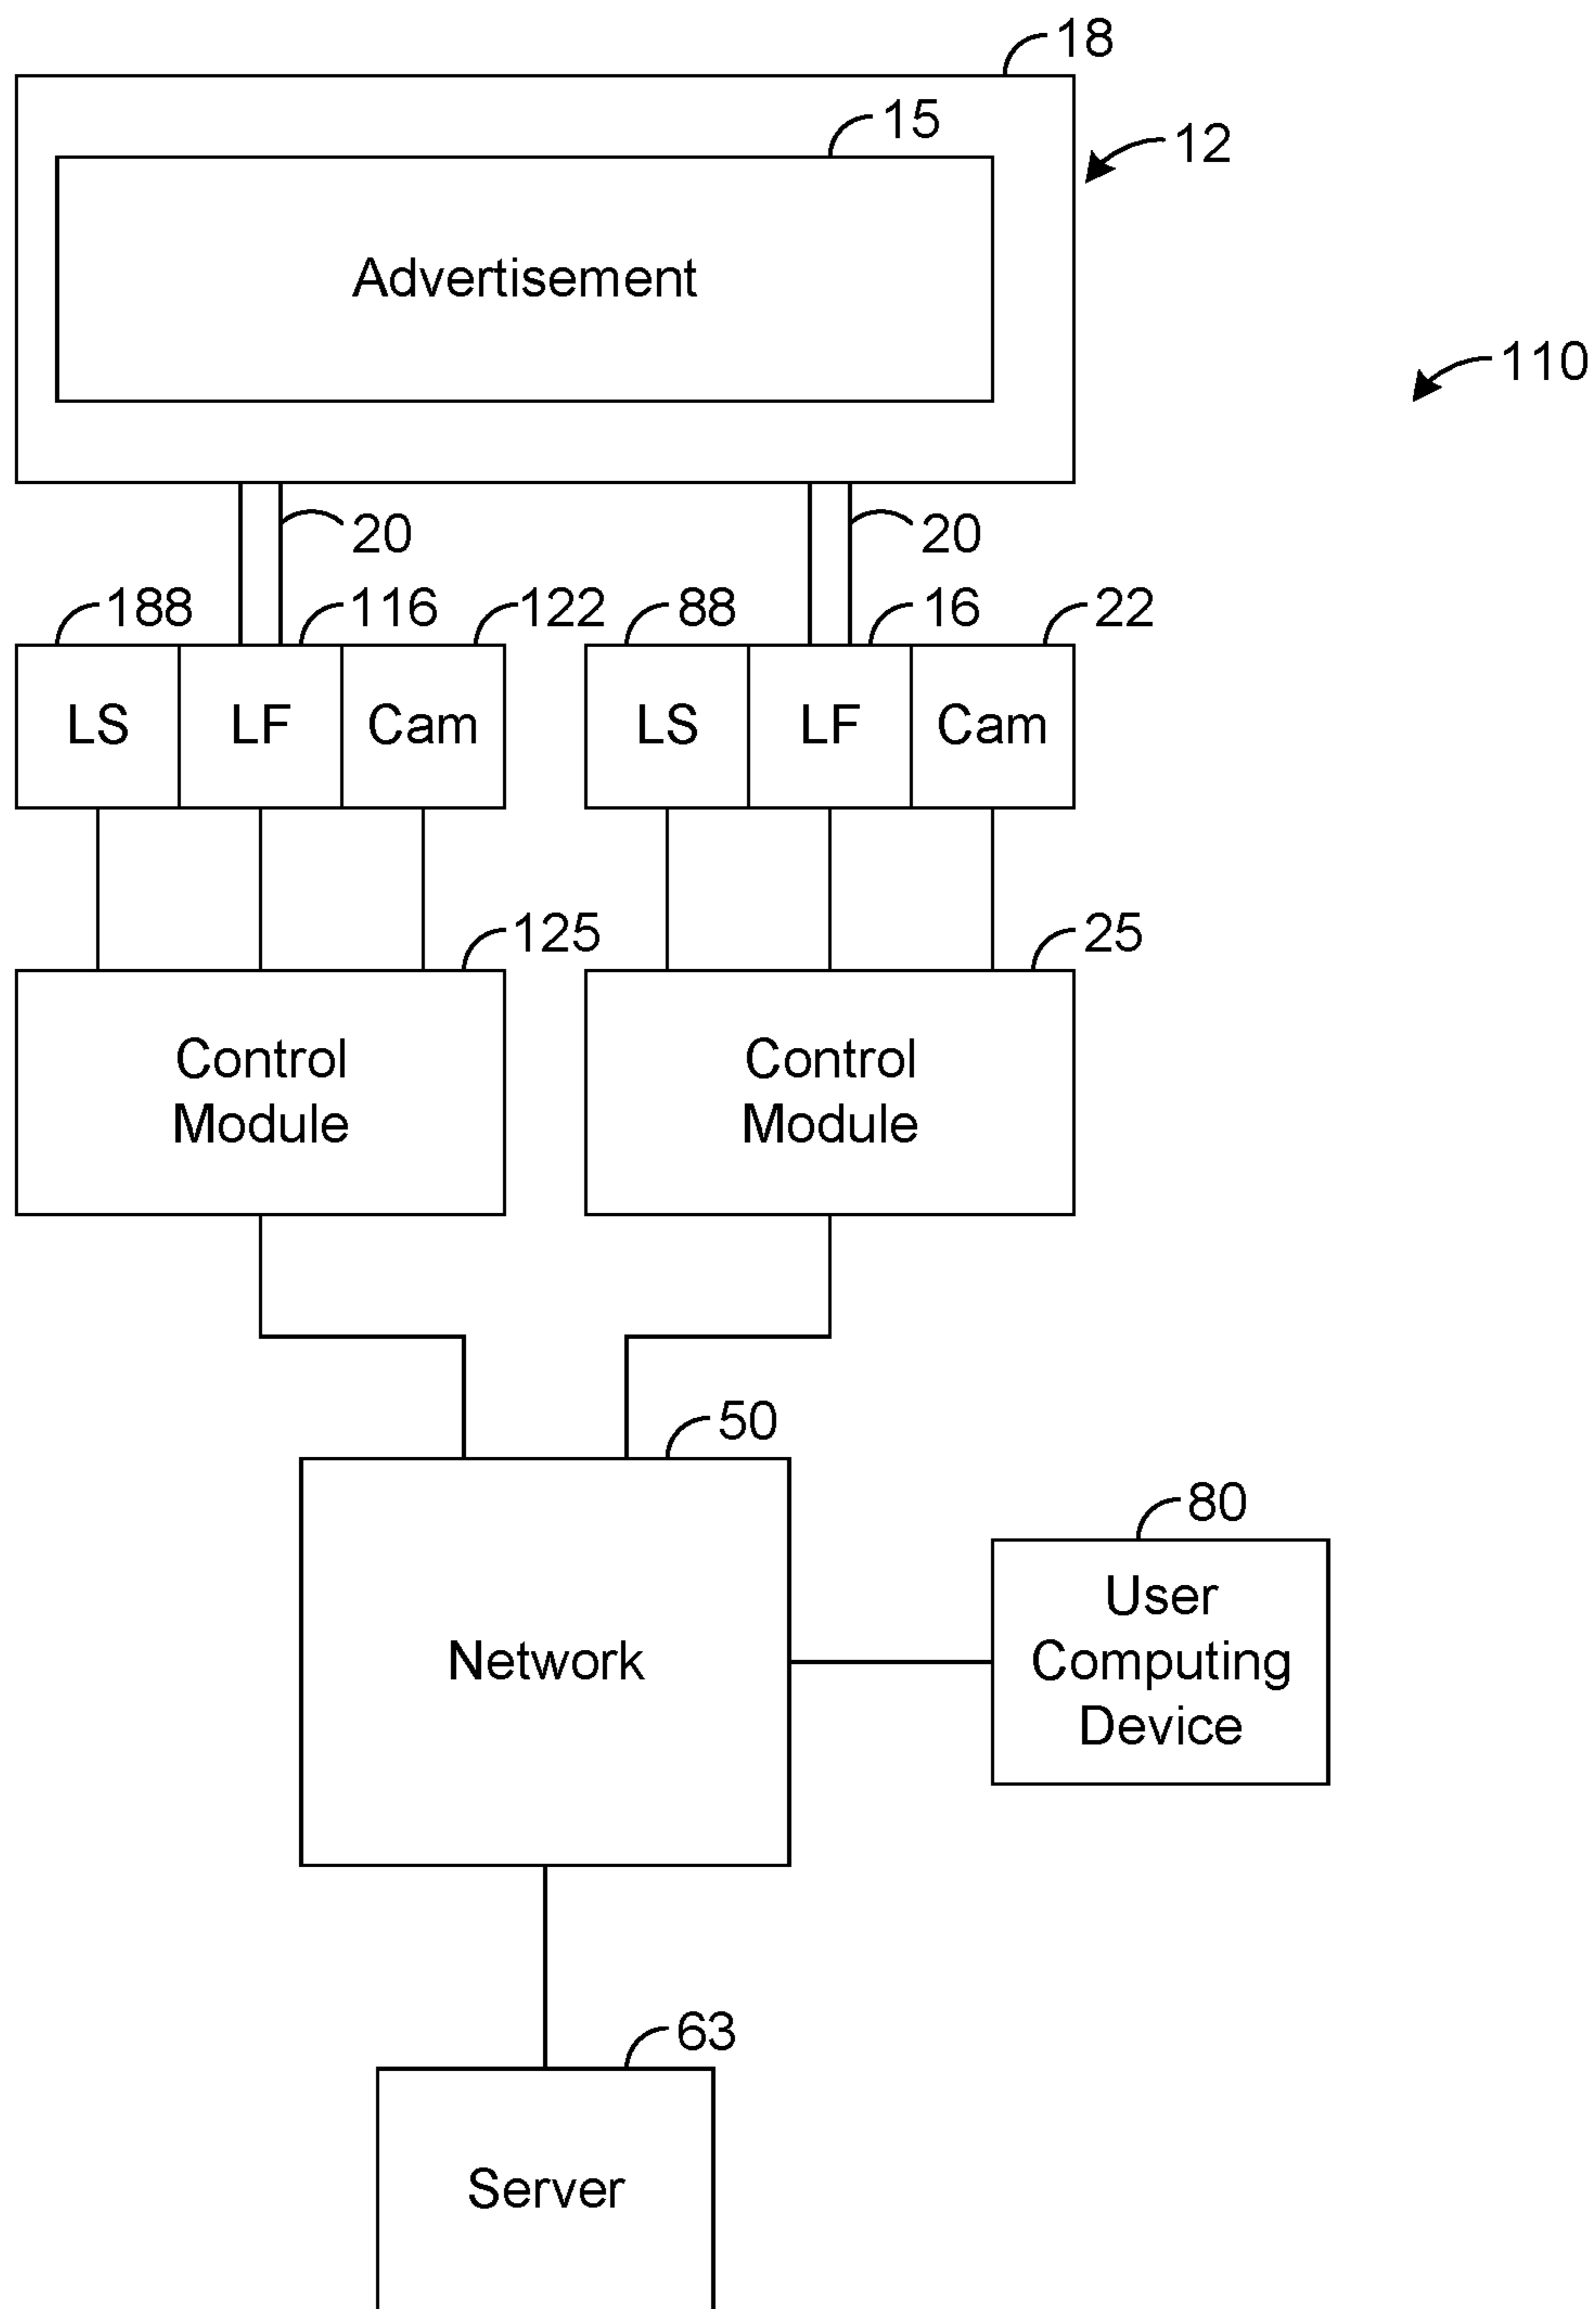 18
15
12
Advertisement
110
20
20
188
116
122
88
16
22
LS
LF
Cam
LS
LF
Cam
125
25
Control
Module
Control
Module
50
80
Network
User
Computing
Device
63
Server